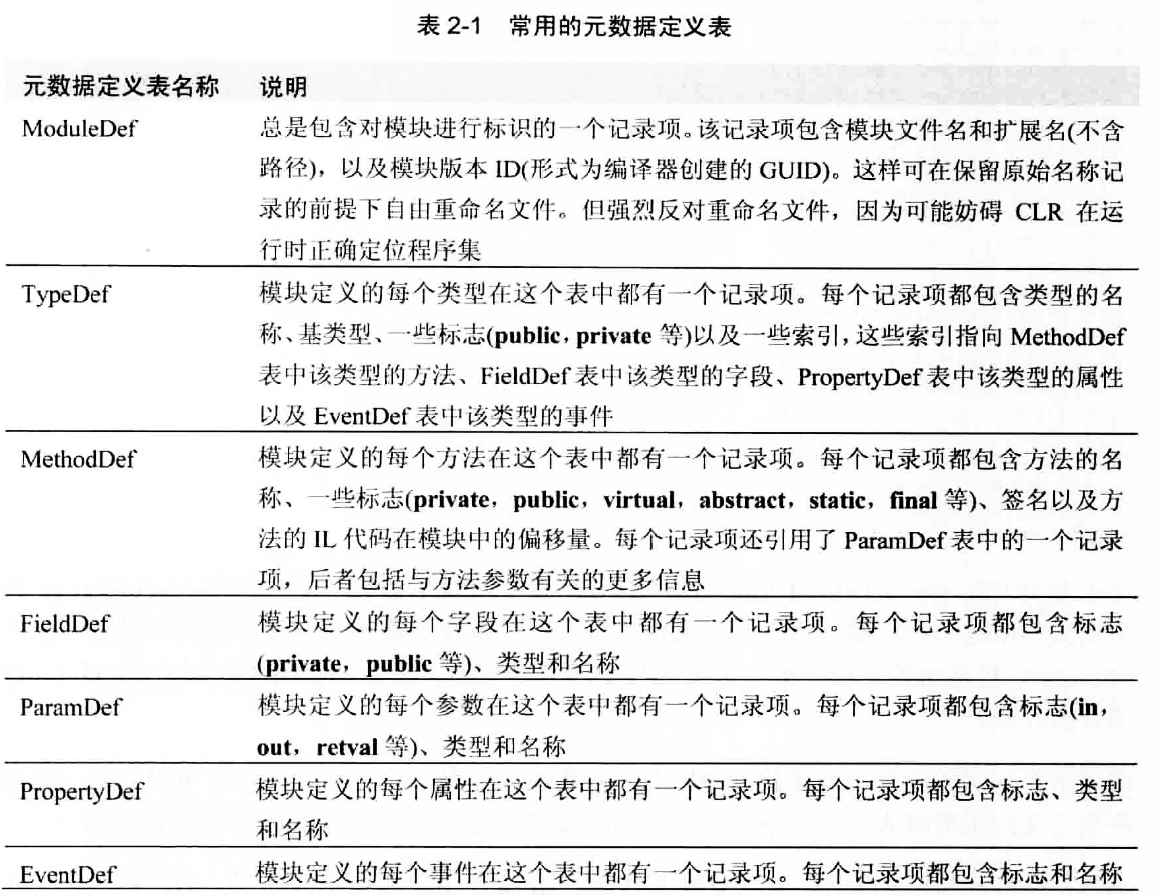 表 2-1 常用的元数据定义表
元数据定义表名称 说明
ModuleDef 总是包含对模块进行标识的一个记录项。该记录项包含模块文件名和扩展名(不含
路径)，以及模块版本 ID(形式为编译器创建的 GUID)。这样可在保留原始名称记
录的前提下自由重命名文件。但强烈反对重命名文件，因为可能妨碍 CLR 在运
行时正确定位程序集
TypeDef 模块定义的每个类型在这个表中都有一个记录项。每个记录项都包含类型的名
称、基类型、一些标志(public，private 等)以及一些索引，这些索引指向 MethodDef
表中该类型的方法、FieldDef 表中该类型的字段、PropertyDef 表中该类型的属性
以及 EventDef 表中该类型的事件
MethodDef 模块定义的每个方法在这个表中都有一个记录项。每个记录项都包含方法的名
称、一些标志(private，public，virtual，abstract，static，final 等)、签名以及方
法的 IL 代码在模块中的偏移量。每个记录项还引用了 ParamDef 表中的一个记录
项，后者包括与方法参数有关的更多信息
FieldDef 模块定义的每个字段在这个表中都有一个记录项。每个记录项都包含标志
(private，public 等)、类型和名称
ParamDef 模块定义的每个参数在这个表中都有一个记录项。每个记录项都包含标志(in，
out，retval 等)、类型和名称
PropertyDef 模块定义的每个属性在这个表中都有一个记录项。每个记录项都包含标志、类型
和名称
EventDef 模块定义的每个事件在这个表中都有一个记录项。每个记录项都包含标志和名称